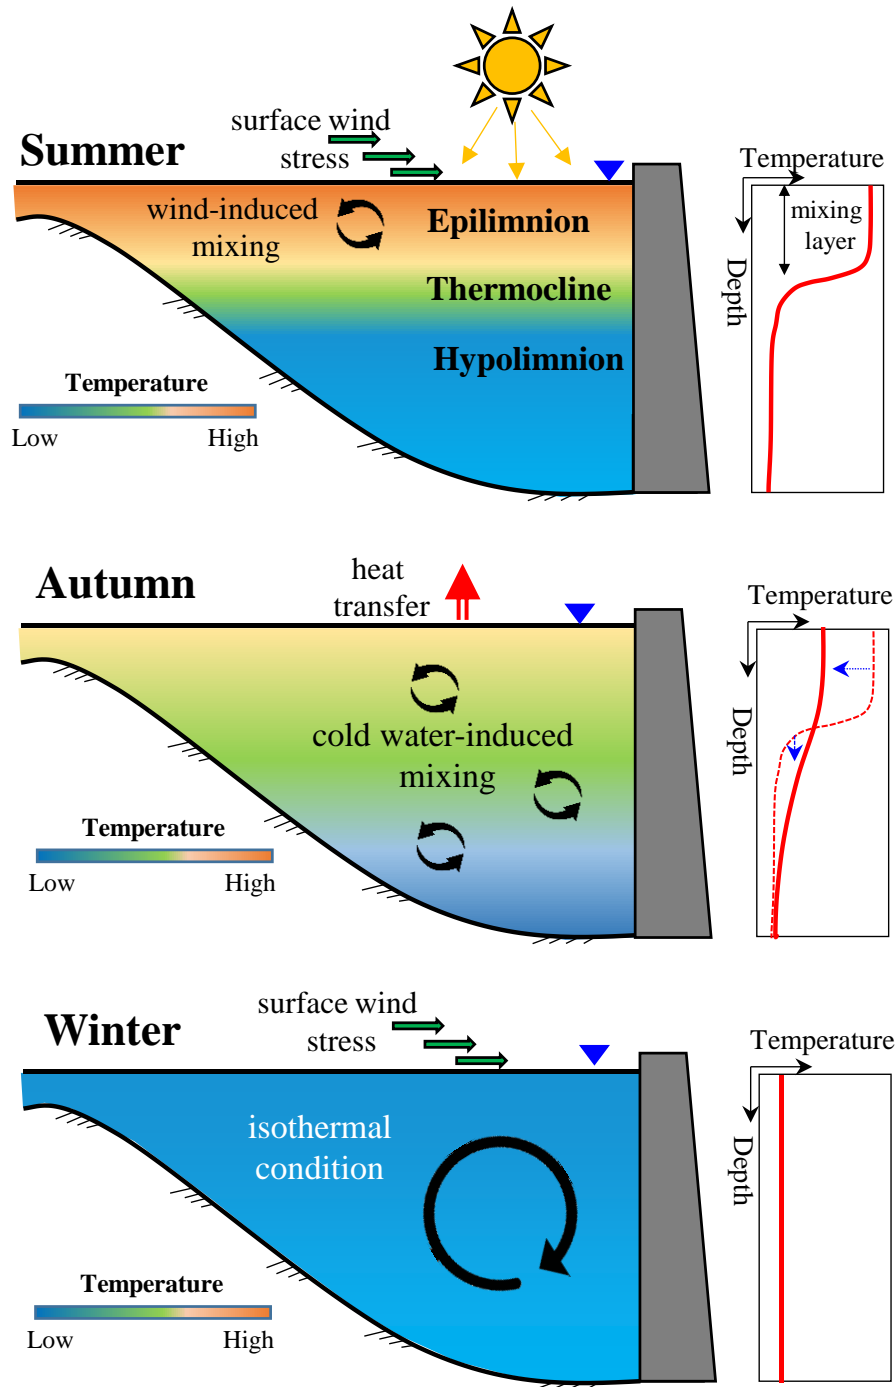 Summer
surface wind
stress
wind-induced
mixing
Epilimnion
Thermocline
Hypolimnion
Temperature
Low
High
Temperature
mixing
layer
Depth
Autumn
heat
transfer
cold water-induced
mixing
Temperature
Low
High
Temperature
Depth
Winter
surface wind
stress
isothermal
condition
Temperature
Low
High
Temperature
Depth